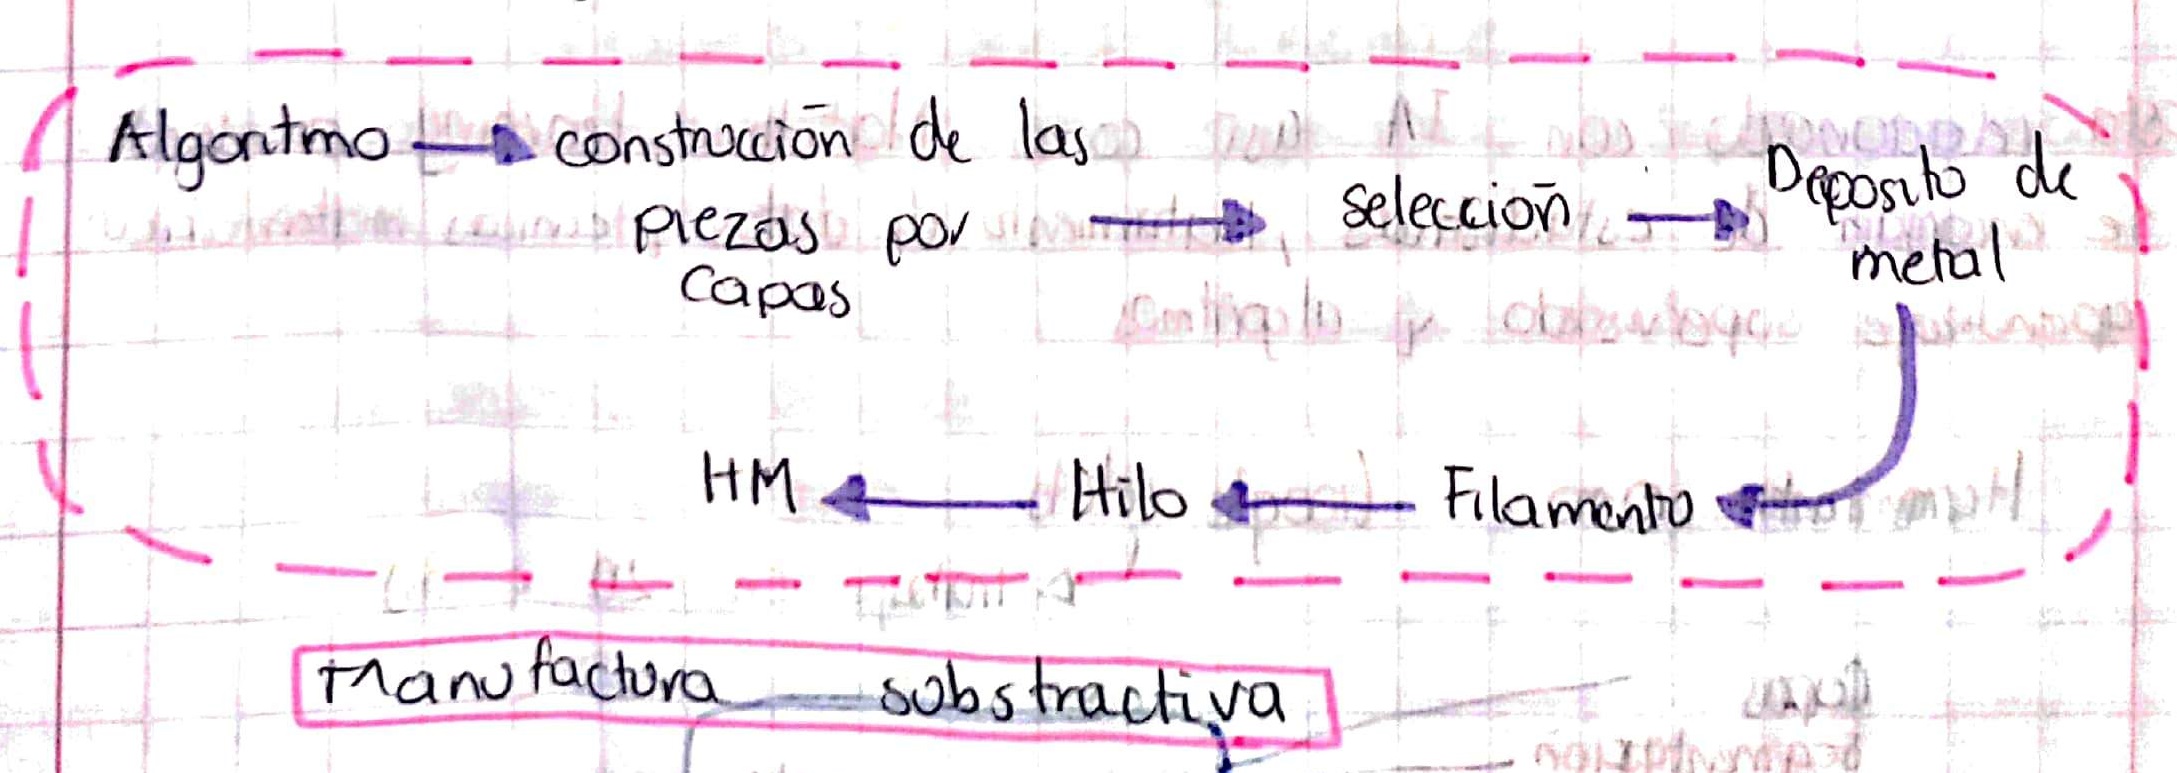 Algoritmo → construcción de las
piezas por → selección → Deposito de
capas
metal
HM ← Hilo ← Filamento
Manufactura substractiva